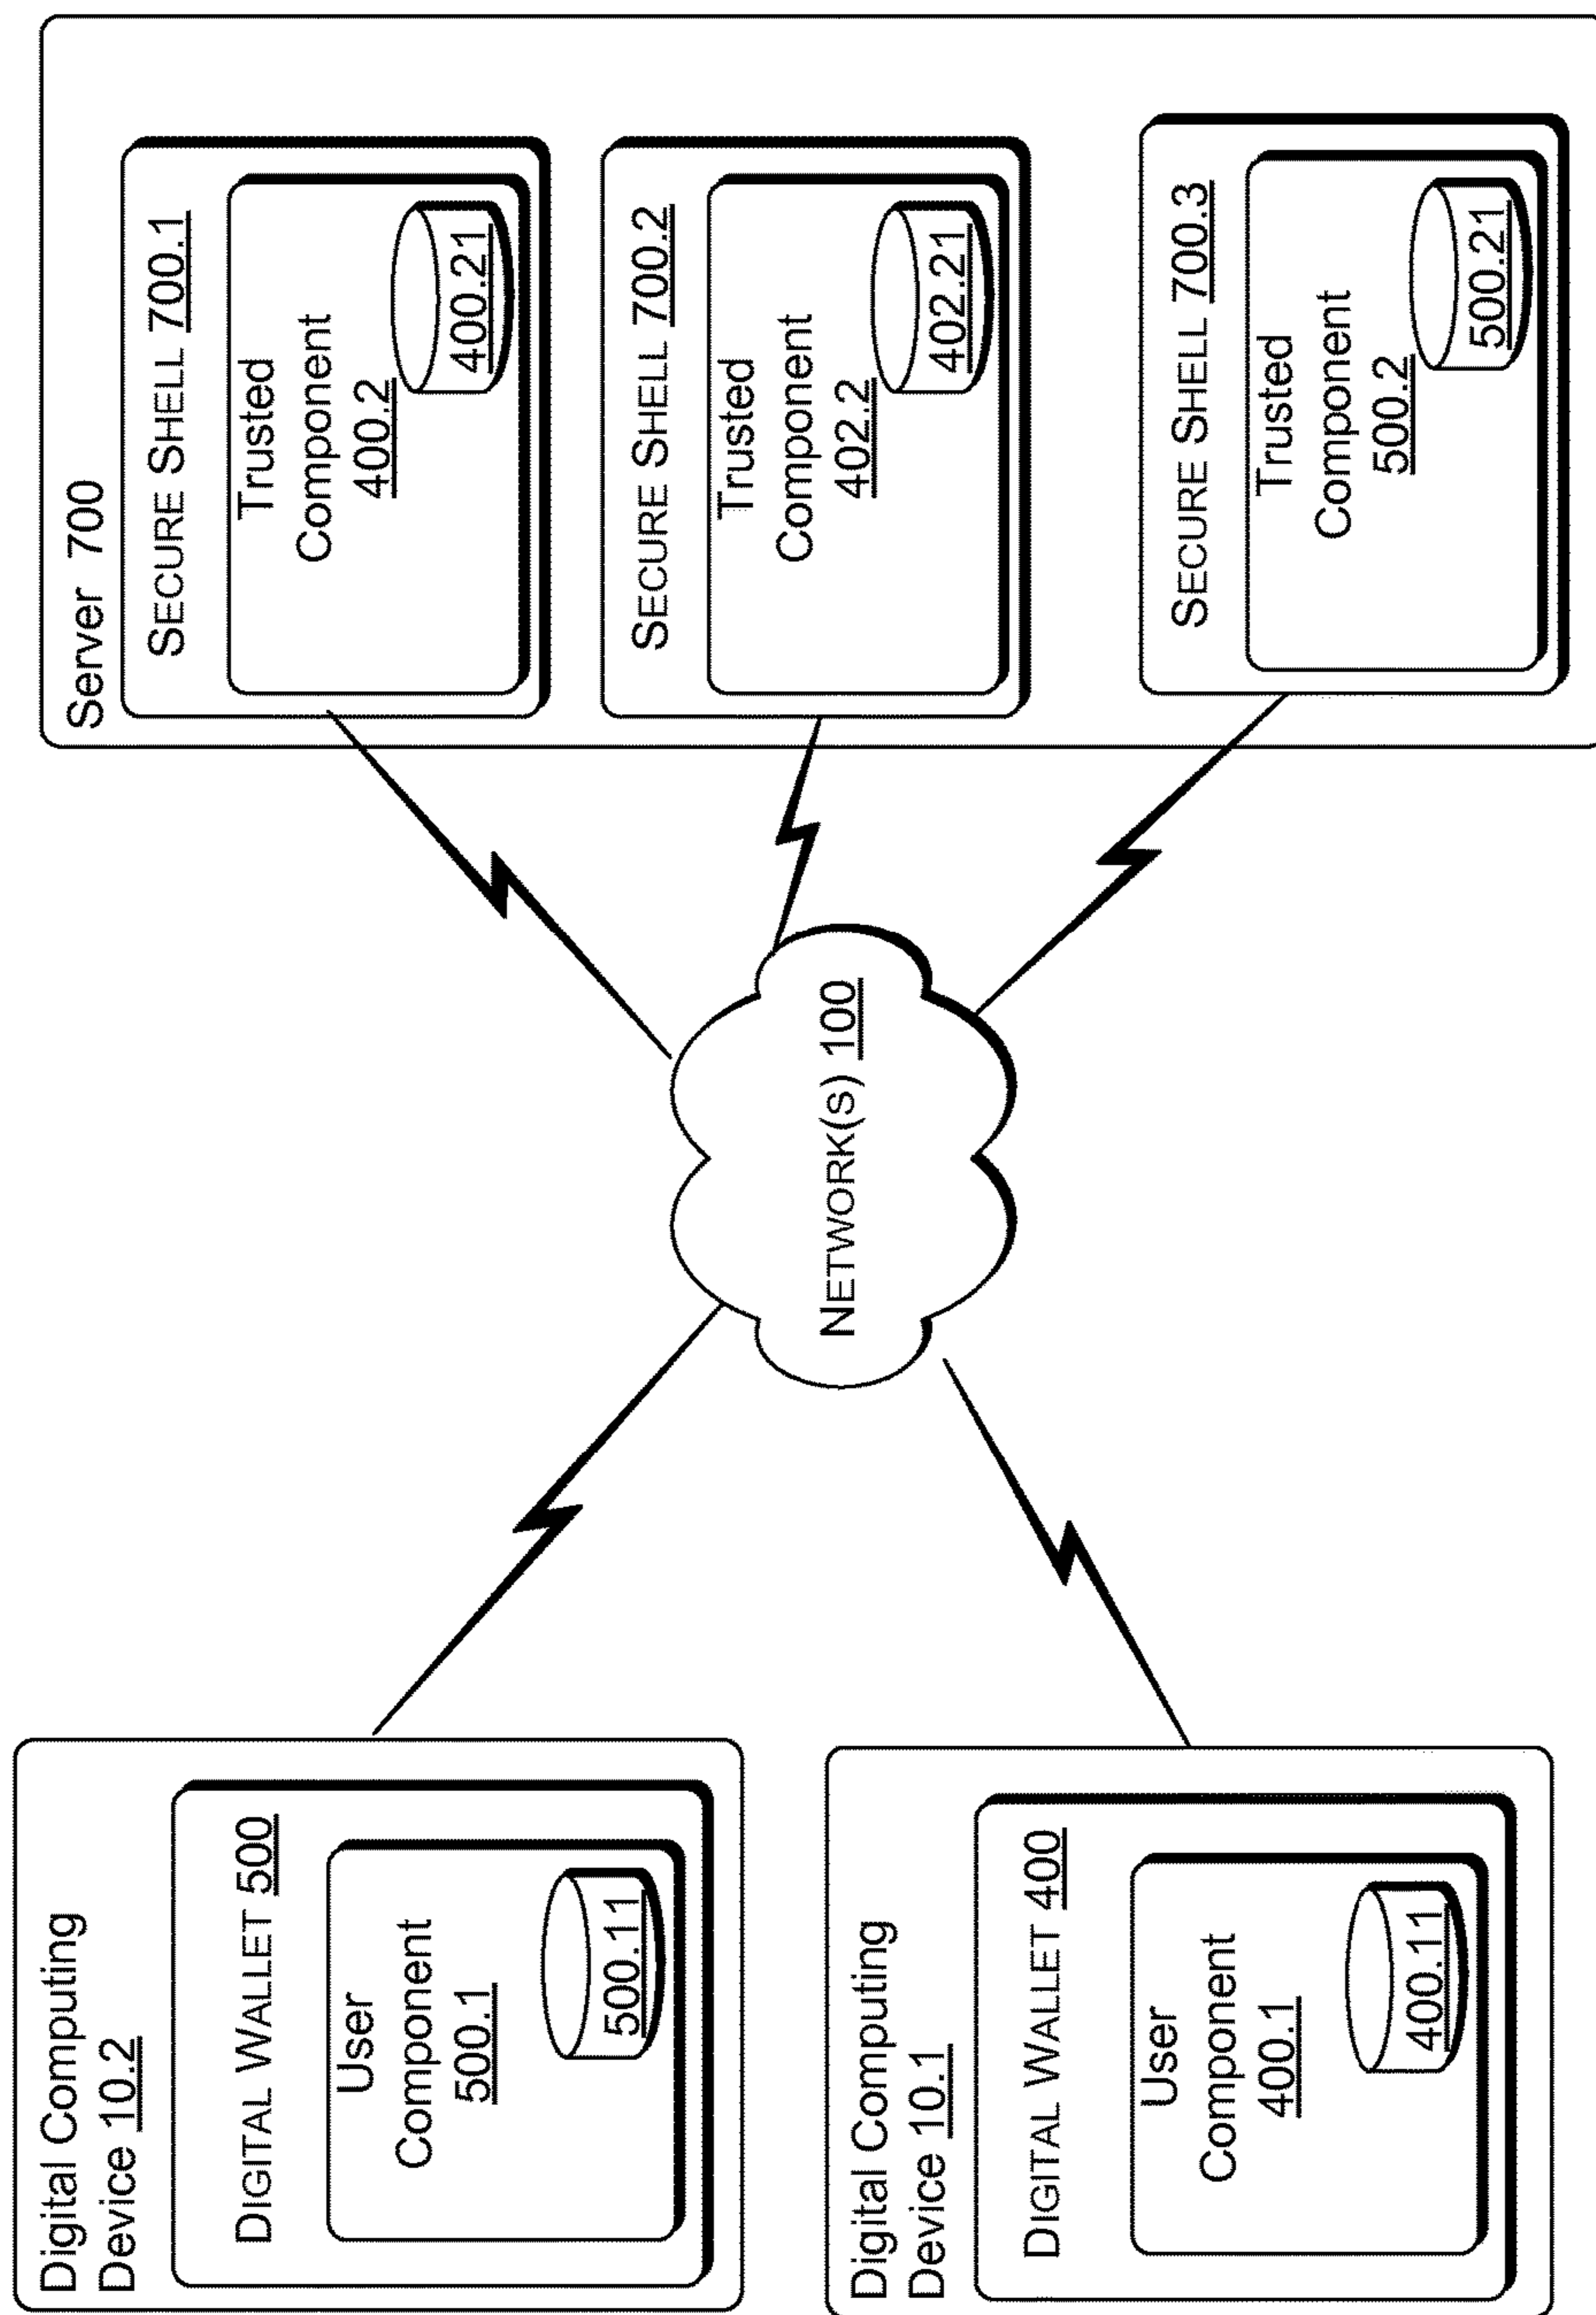 Digital Computing
Device 10.2
DIGITAL WALLET 500
User
Component
500.1
500.11
Digital Computing
Device 10.1
DIGITAL WALLET 400
User
Component
400.1
400.11
NETWORK(S) 100
Server 700
SECURE SHELL 700.1
Trusted
Component
400.2
400.21
SECURE SHELL 700.2
Trusted
Component
402.2
402.21
SECURE SHELL 700.3
Trusted
Component
500.2
500.21